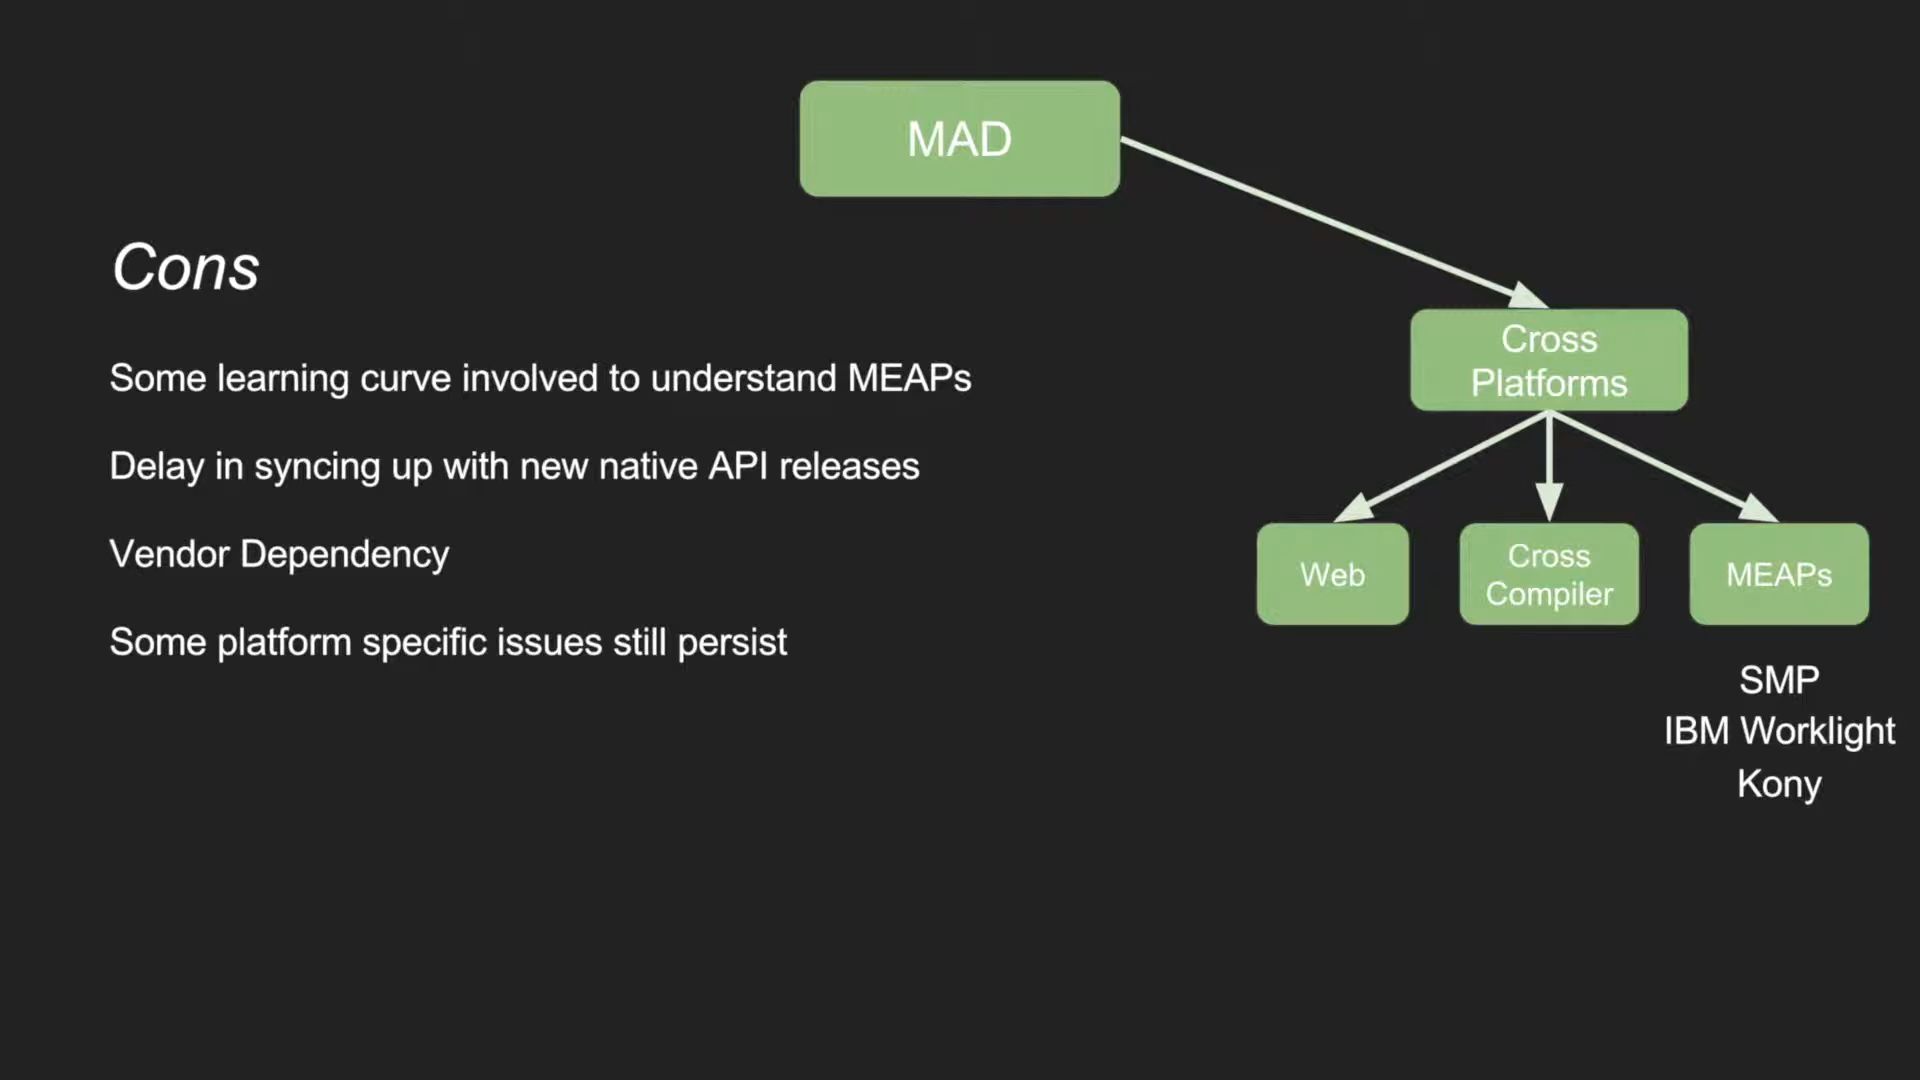 MAD
Cons
Some learning curve involved to understand MEAPs
Delay in syncing up with new native API releases
Vendor Dependency
Some platform specific issues still persist
Cross
Platforms
Web
Cross
Compiler
MEAPs
SMP
IBM Worklight
Kony